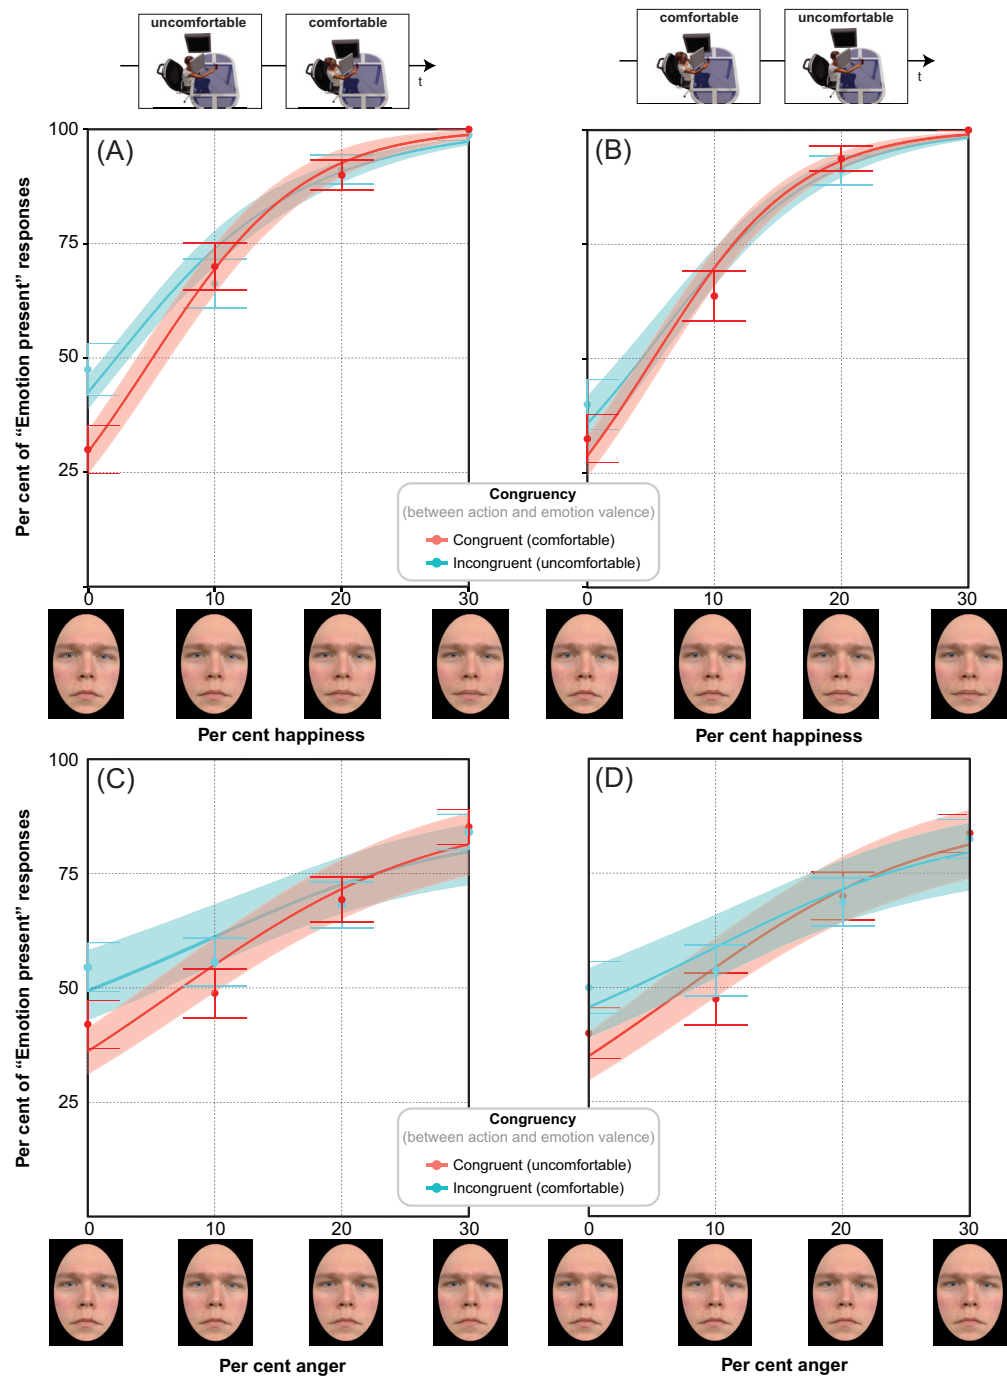 uncomfortable
comfortable
t
comfortable
uncomfortable
t
Per cent of “Emotion present” responses
100
75
50
25
(A)
(B)
Congruency
(between action and emotion valence)
Congruent (comfortable)
Incongruent (uncomfortable)
0
10
20
30
0
10
20
30
Per cent happiness
Per cent happiness
Per cent of “Emotion present” responses
100
75
50
25
(C)
(D)
Congruency
(between action and emotion valence)
Congruent (uncomfortable)
Incongruent (comfortable)
0
10
20
30
0
10
20
30
Per cent anger
Per cent anger